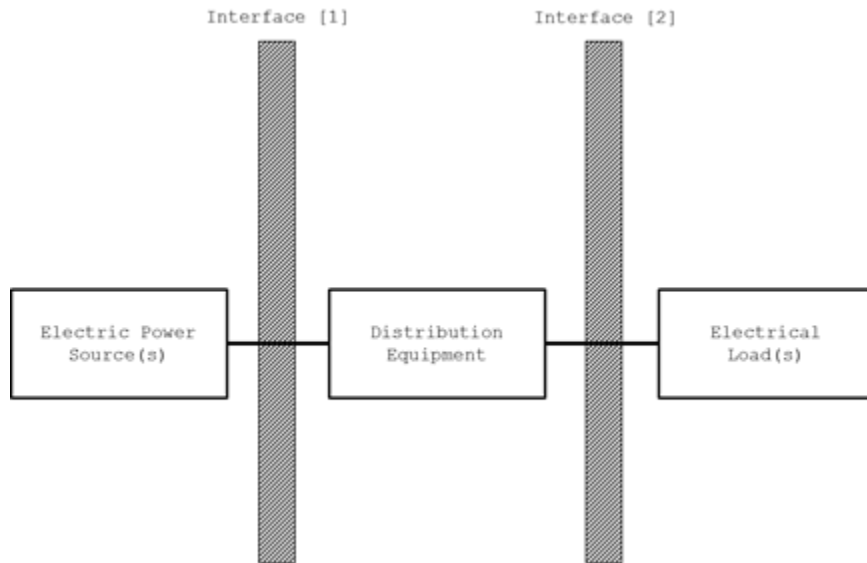 Interface [1]
Interface [2]
Electric Power
Source(s)
Distribution
Equipment
Electrical
Load(s)